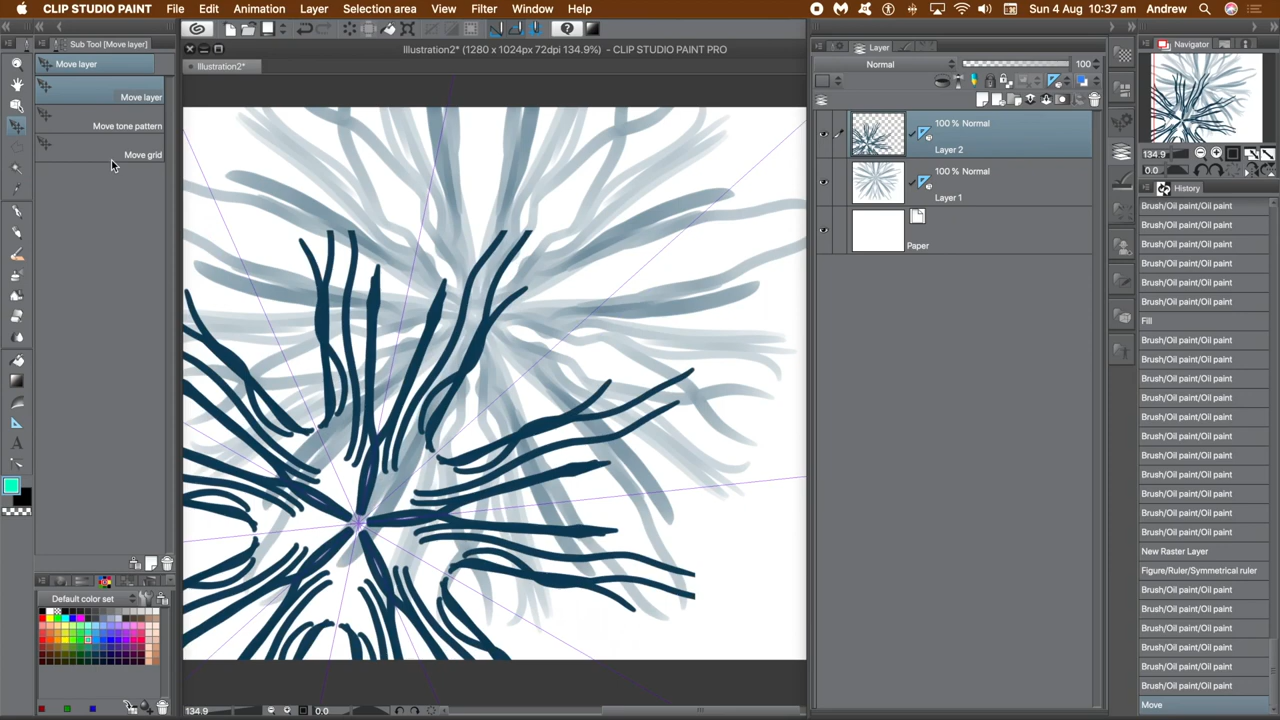 CLIP STUDIO PAINT File Edit Animation Layer Selection area View Filter Window Help Sun 4 Aug 10:37 am Andrew
Sub Tool [Move layer]
Illustration2* (1280 x 1024px 72dpi 134.9%) - CLIP STUDIO PAINT PRO
Layer
Navigator
Move layer
Illustration2*
Normal
100
Move layer
Move tone pattern
Move grid
100 % Normal
Layer 2
100 % Normal
Layer 1
Paper
134.9
0.0
History
Brush/Oil paint/Oil paint
Brush/Oil paint/Oil paint
Brush/Oil paint/Oil paint
Brush/Oil paint/Oil paint
Brush/Oil paint/Oil paint
Brush/Oil paint/Oil paint
Fill
Brush/Oil paint/Oil paint
Brush/Oil paint/Oil paint
Brush/Oil paint/Oil paint
Brush/Oil paint/Oil paint
Brush/Oil paint/Oil paint
Brush/Oil paint/Oil paint
Brush/Oil paint/Oil paint
Brush/Oil paint/Oil paint
Brush/Oil paint/Oil paint
Brush/Oil paint/Oil paint
Brush/Oil paint/Oil paint
New Raster Layer
Figure/Ruler/Symmetrical ruler
Brush/Oil paint/Oil paint
Brush/Oil paint/Oil paint
Brush/Oil paint/Oil paint
Brush/Oil paint/Oil paint
Brush/Oil paint/Oil paint
Brush/Oil paint/Oil paint
Move
Default color set
134.9
0.0